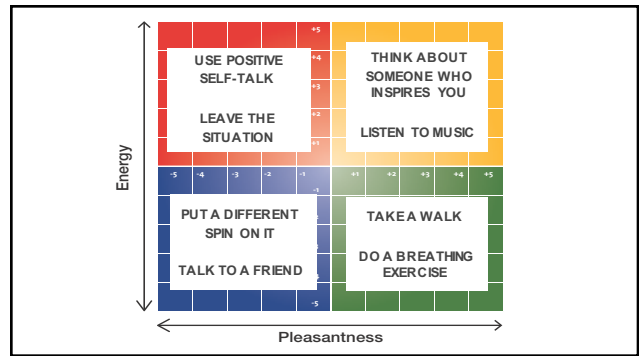 +5
+4
+3
+2
+1
USE POSITIVE
SELF-TALK
LEAVE THE
SITUATION
THINK ABOUT
SOMEONE WHO
INSPIRES YOU
LISTEN TO MUSIC
Energy
-5 -4 -3 -2 -1
+1 +2 +3 +4 +5
-1
PUT A DIFFERENT
SPIN ON IT
TALK TO A FRIEND
-5
TAKE A WALK
DO A BREATHING
EXERCISE
Pleasantness